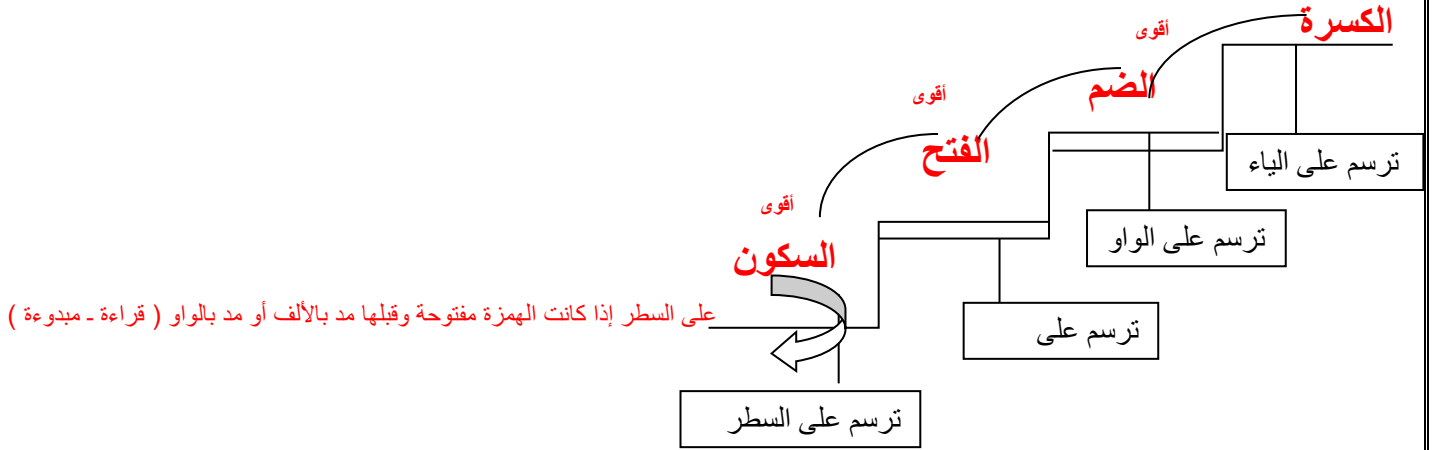 الكسرة
أقوى
ترسم على الياء
الضم
أقوى
ترسم على الواو
الفتح
أقوى
ترسم على
السكون
على السطر إذا كانت الهمزة مفتوحة وقبلها مد بالألف أو مد بالواو ( قراءة ـ مبدوءة )
ترسم على السطر